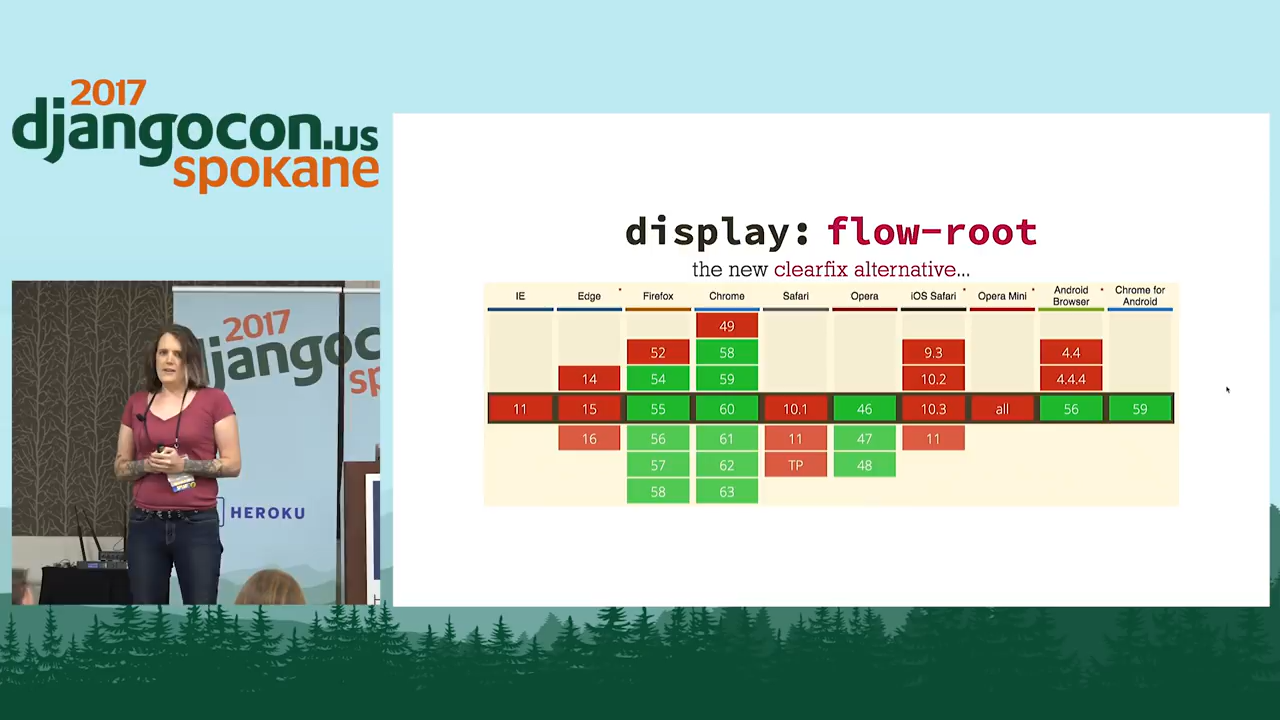 2017
djangocon.us
spokane
display: flow-root
the new clearfix alternative...
IE Edge Firefox Chrome Safari Opera iOS Safari Opera Mini Android Browser Chrome for Android
49
52 58 9.3 4.4
14 54 59 10.2 4.4.4
11 15 55 60 10.1 46 10.3 all 56 59
16 56 61 11 47 11
57 62 TP 48
58 63
2017
djangoc
sp
HEROKU